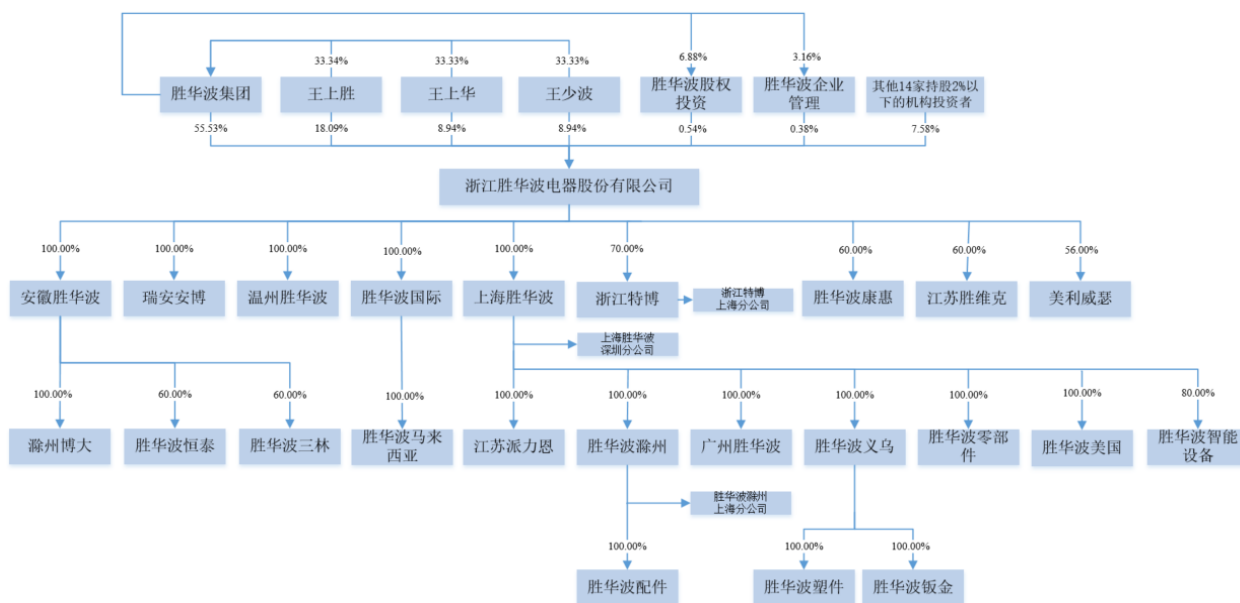 6.88%
3.16%
33.34%
33.33%
33.33%
胜华波集团
王上胜
王上华
王少波
胜华波股权
投资
胜华波企业
管理
其他14家持股2%以
下的机构投资者
55.53%
18.09%
8.94%
8.94%
0.54%
0.38%
7.58%
浙江胜华波电器股份有限公司
100.00%
100.00%
100.00%
100.00%
100.00%
70.00%
60.00%
60.00%
56.00%
安徽胜华波
瑞安安博
温州胜华波
胜华波国际
上海胜华波
浙江特博
浙江特博
上海分公司
胜华波康惠
江苏胜维克
美利威瑟
上海胜华波
深圳分公司
100.00%
60.00%
60.00%
100.00%
100.00%
100.00%
100.00%
100.00%
100.00%
100.00%
80.00%
滁州博大
胜华波恒泰
胜华波三林
胜华波马来
西亚
江苏派力恩
胜华波滁州
广州胜华波
胜华波义乌
胜华波零部
件
胜华波美国
胜华波智能
设备
胜华波滁州
上海分公司
100.00%
100.00%
100.00%
胜华波配件
胜华波塑件
胜华波钣金